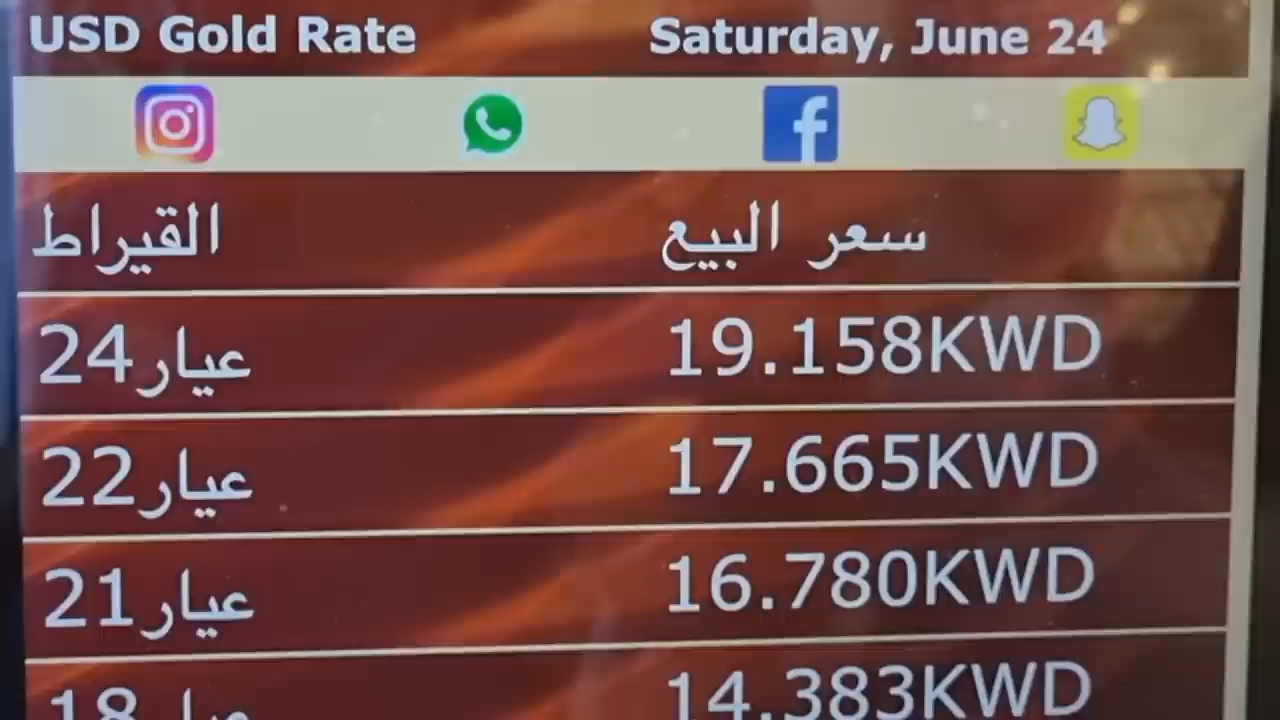 USD Gold Rate Saturday, June 24
القيراط سعر البيع
عيار24 19.158KWD
عيار22 17.665KWD
عيار21 16.780KWD
عيار18 14.383KWD